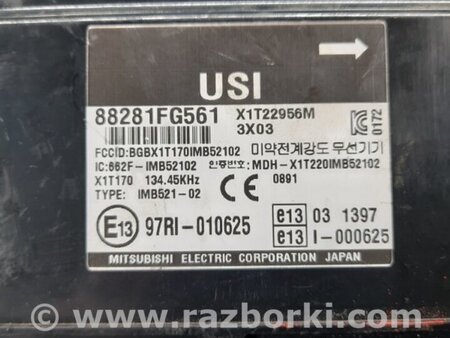 USI
88281FG561 X1T22956M
3X03
0172
FCCID:BGBX1T170IMB52102 미약전계강도 무선기기
IC:662F-IMB52102 인증번호: MDH-X1T220IMB52102
X1T170 134.45KHz CE 0891
TYPE: IMB521-02
E13 97RI-010625 e13 03 1397
e13 I-000625
MITSUBISHI ELECTRIC CORPORATION JAPAN
www.razborki.com